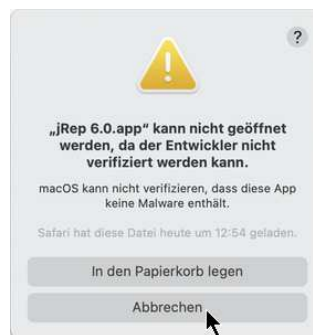 ?
„jRep 6.0.app“ kann nicht geöffnet
werden, da der Entwickler nicht
verifiziert werden kann.
macOS kann nicht verifizieren, dass diese App
keine Malware enthält.
Safari hat diese Datei heute um 12:54 geladen.
In den Papierkorb legen
Abbrechen